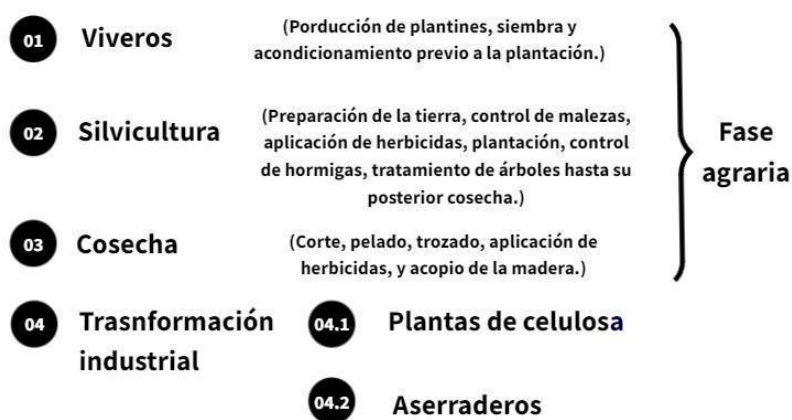 01 Viveros
(Porducción de plantines, siembra y
acondicionamiento previo a la plantación.)
02 Silvicultura
(Preparación de la tierra, control de malezas,
aplicación de herbicidas, plantación, control
de hormigas, tratamiento de árboles hasta su
posterior cosecha.)
03 Cosecha
(Corte, pelado, trozado, aplicación de
herbicidas, y acopio de la madera.)
Fase
agraria
04 Trasnformación
industrial
04.1 Plantas de celulosa
04.2 Aserraderos